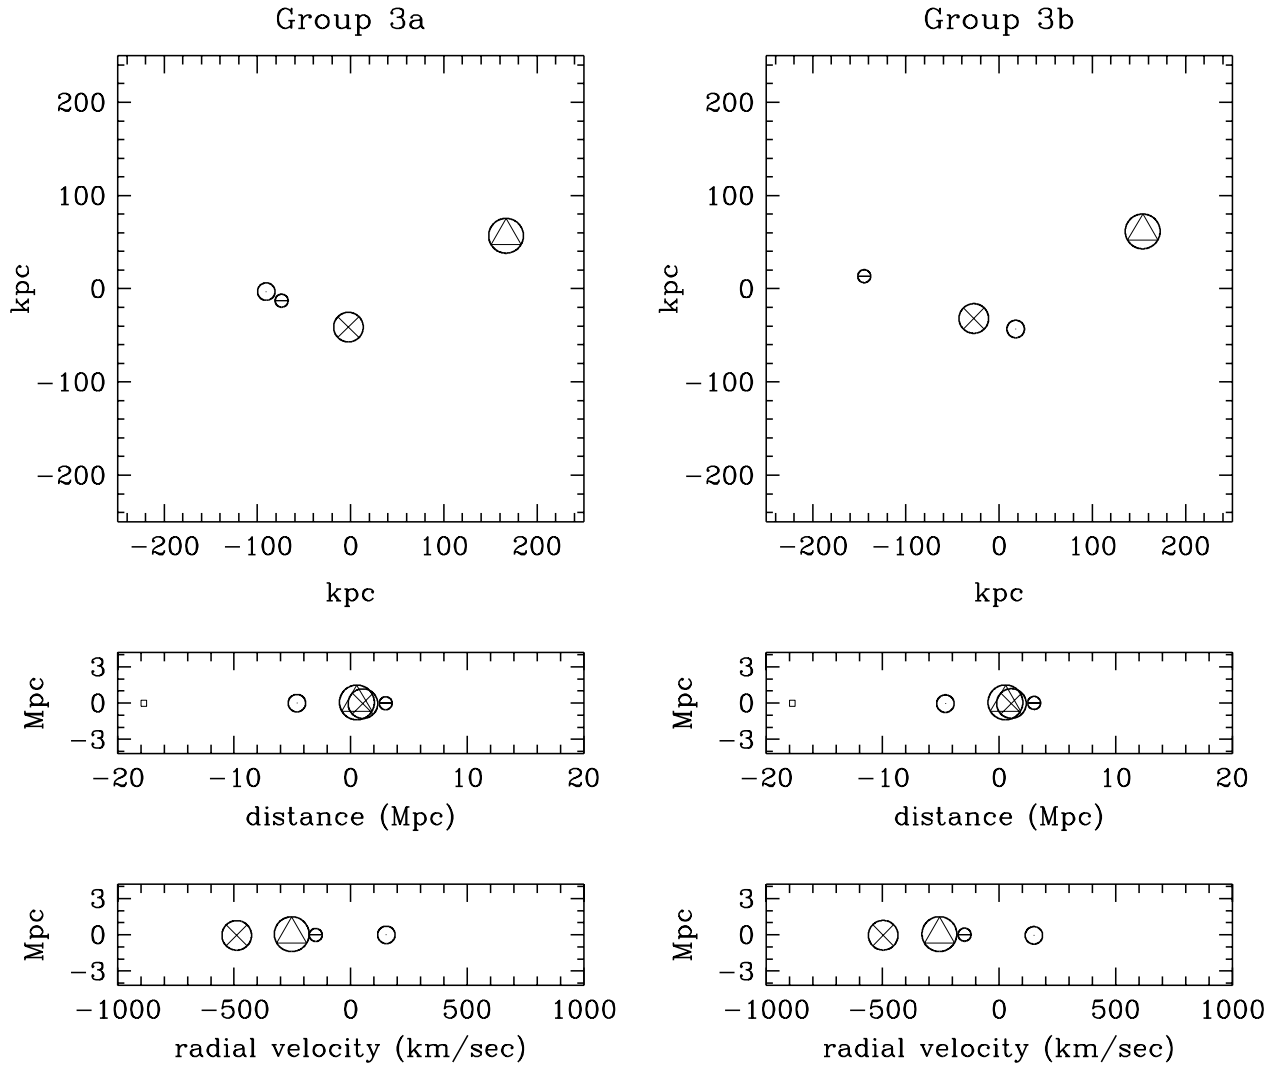 Group 3a
200
100
0
−100
−200
kpc
−200 −100 0 100 200
kpc
3
0
−3
Mpc
−20 −10 0 10 20
distance (Mpc)
3
0
−3
Mpc
−1000 −500 0 500 1000
radial velocity (km/sec)
Group 3b
200
100
0
−100
−200
kpc
−200 −100 0 100 200
kpc
3
0
−3
Mpc
−20 −10 0 10 20
distance (Mpc)
3
0
−3
Mpc
−1000 −500 0 500 1000
radial velocity (km/sec)